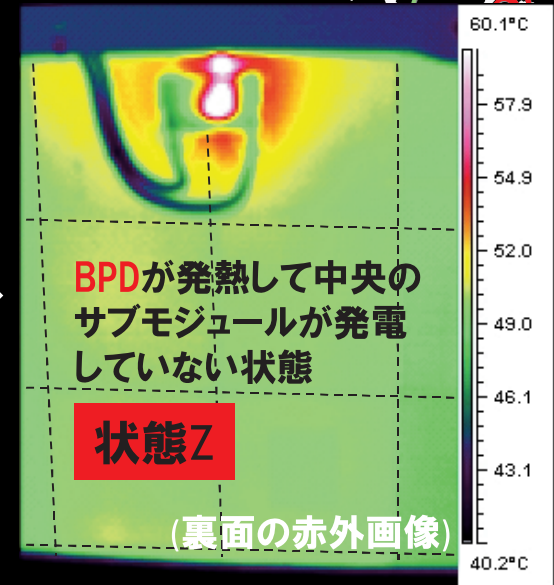 60.1°C
57.9
54.9
52.0
49.0
46.1
43.1
40.2°C
BPDが発熱して中央の
サブモジュールが発電
していない状態
状態Z
(裏面の赤外画像)